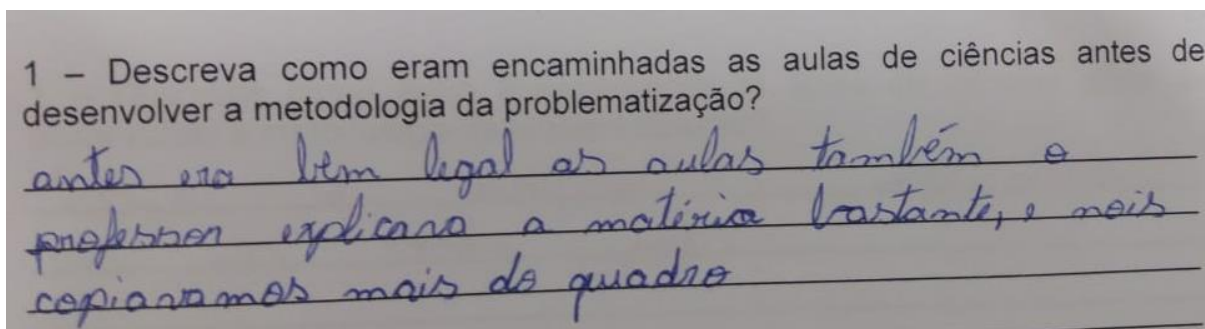 1 – Descreva como eram encaminhadas as aulas de ciências antes de
desenvolver a metodologia da problematização?
antes era bem legal as aulas também o
professor explicava a matéria bastante, e nois
copiavamos mais do quadro